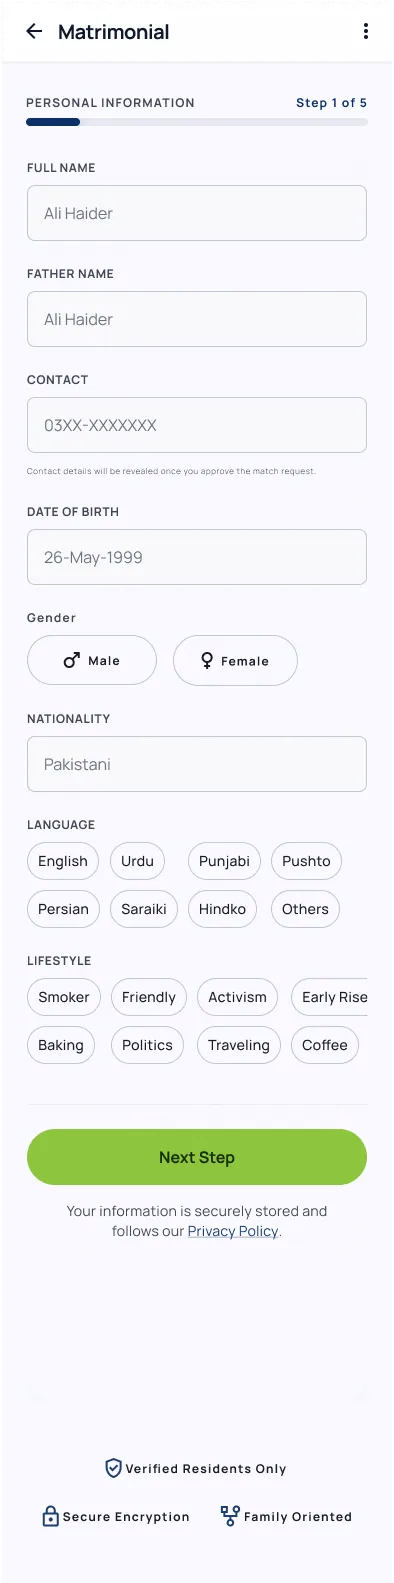 Matrimonial
PERSONAL INFORMATION Step 1 of 5
FULL NAME
Ali Haider
FATHER NAME
Ali Haider
CONTACT
03XX-XXXXXXX
Contact details will be revealed once you approve the match request.
DATE OF BIRTH
26-May-1999
Gender
Male Female
NATIONALITY
Pakistani
LANGUAGE
English Urdu Punjabi Pushto
Persian Saraiki Hindko Others
LIFESTYLE
Smoker Friendly Activism Early Rise
Baking Politics Traveling Coffee
Next Step
Your information is securely stored and
follows our Privacy Policy.
Verified Residents Only
Secure Encryption Family Oriented